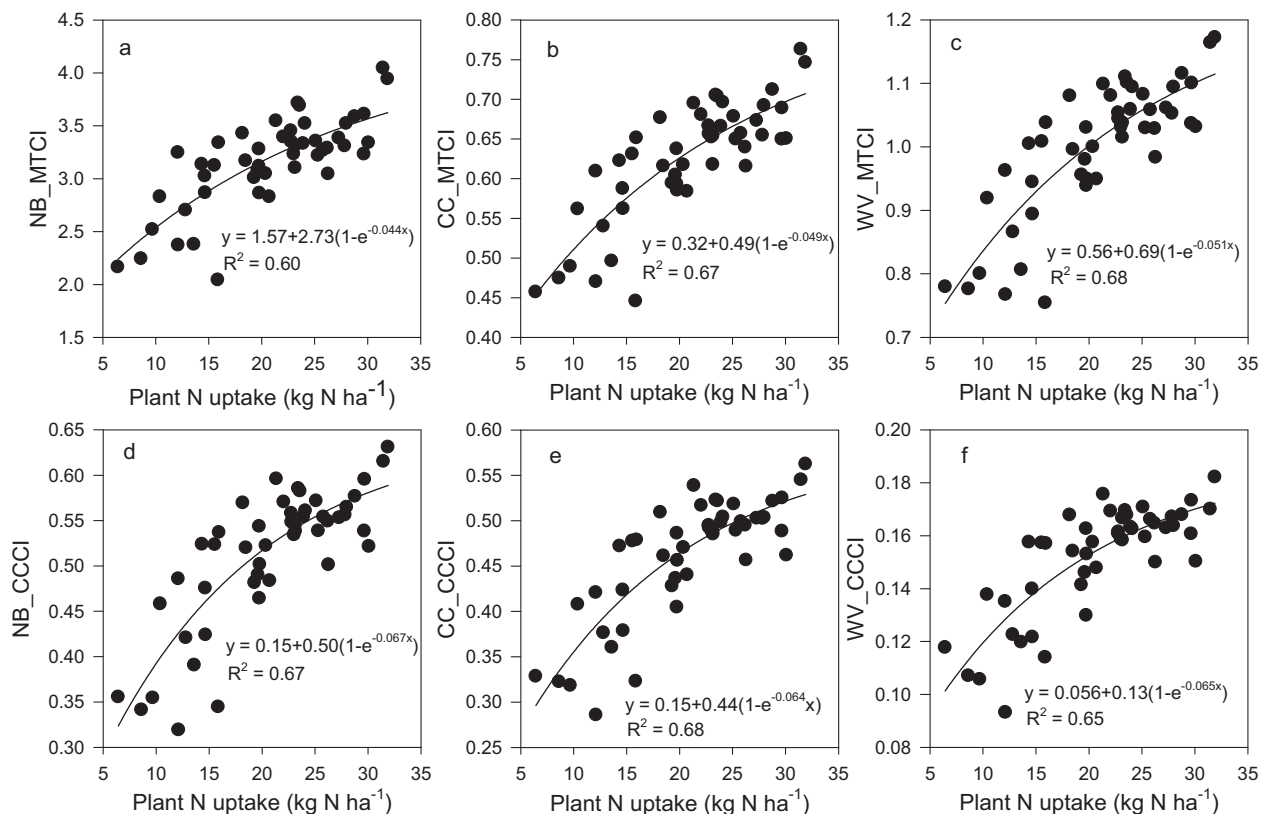 a
NB_MTCI
4.5
4.0
3.5
3.0
2.5
2.0
1.5
y = 1.57+2.73(1-e^-0.044x)
R² = 0.60
5 10 15 20 25 30 35
Plant N uptake (kg N ha⁻¹)
b
CC_MTCI
0.80
0.75
0.70
0.65
0.60
0.55
0.50
0.45
0.40
y = 0.32+0.49(1-e^-0.049x)
R² = 0.67
5 10 15 20 25 30 35
Plant N uptake (kg N ha⁻¹)
c
WV_MTCI
1.2
1.1
1.0
0.9
0.8
0.7
y = 0.56+0.69(1-e^-0.051x)
R² = 0.68
5 10 15 20 25 30 35
Plant N uptake (kg N ha⁻¹)
d
NB_CCCI
0.65
0.60
0.55
0.50
0.45
0.40
0.35
0.30
y = 0.15+0.50(1-e^-0.067x)
R² = 0.67
5 10 15 20 25 30 35
Plant N uptake (kg N ha⁻¹)
e
CC_CCCI
0.60
0.55
0.50
0.45
0.40
0.35
0.30
0.25
y = 0.15+0.44(1-e^-0.064x)
R² = 0.68
5 10 15 20 25 30 35
Plant N uptake (kg N ha⁻¹)
f
WV_CCCI
0.20
0.18
0.16
0.14
0.12
0.10
0.08
y = 0.056+0.13(1-e^-0.065x)
R² = 0.65
5 10 15 20 25 30 35
Plant N uptake (kg N ha⁻¹)